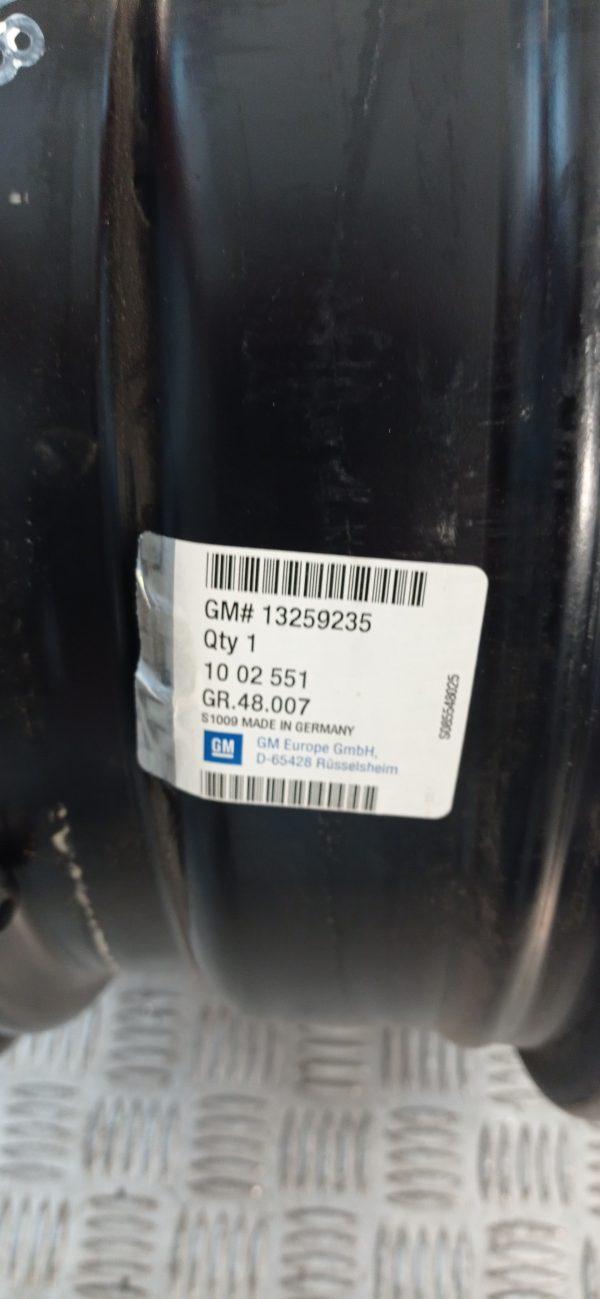 GM# 13259235
Qty 1
10 02 551
GR.48.007
S1009 MADE IN GERMANY
GM
GM Europe GmbH,
D-65428 Rüsselsheim
S085548025